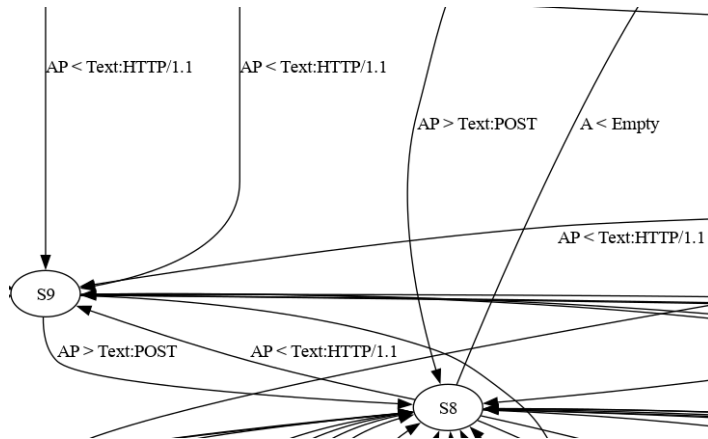 AP < Text:HTTP/1.1
AP < Text:HTTP/1.1
AP > Text:POST
A < Empty
AP < Text:HTTP/1.1
S9
AP > Text:POST
AP < Text:HTTP/1.1
S8